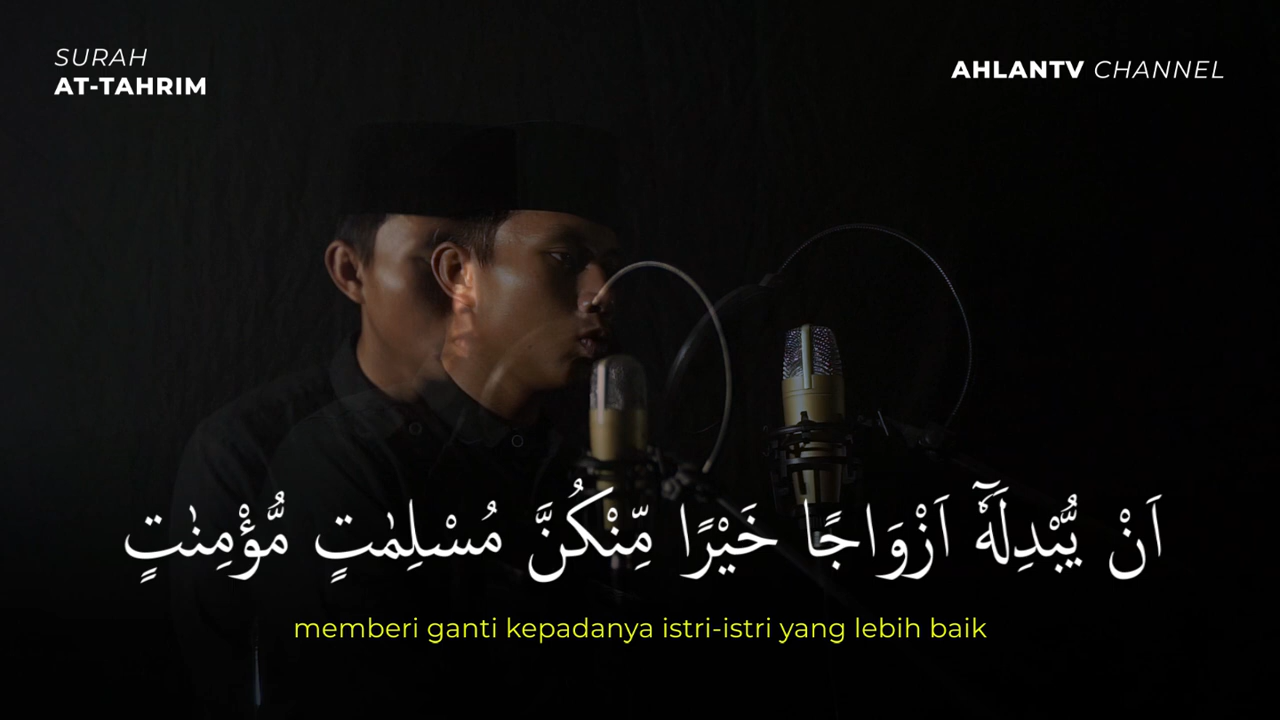 SURAH
AT-TAHRIM
AHLANTV CHANNEL
اَنْ يُّبْدِلَهٗٓ اَزْوَاجًا خَيْرًا مِّنْكُنَّ مُسْلِمٰتٍ مُّؤْمِنٰتٍ
memberi ganti kepadanya istri-istri yang lebih baik